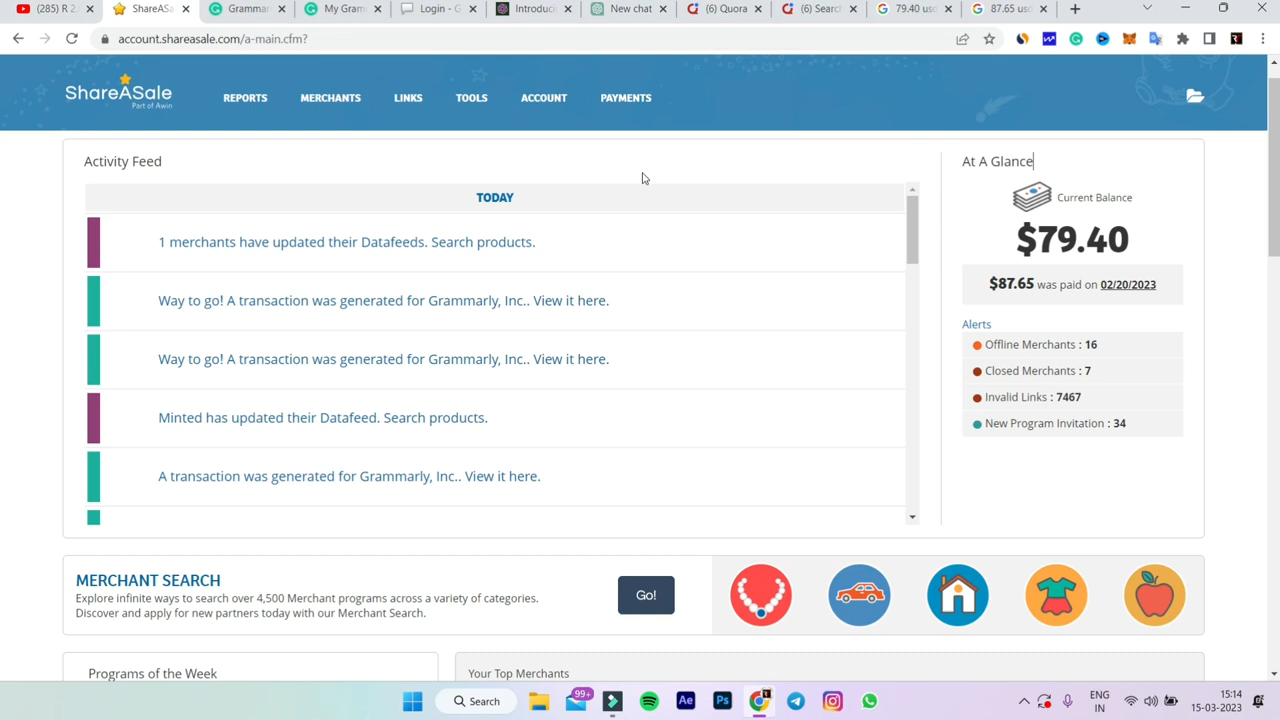 (285) R 2
ShareASa
Grammar
My Gram
Login - G
Introduci
New chat
(6) Quora
(6) Searc
79.40 usd
87.65 usd
account.shareasale.com/a-main.cfm?
ShareASale
Part of Awin
REPORTS
MERCHANTS
LINKS
TOOLS
ACCOUNT
PAYMENTS
Activity Feed
TODAY
1 merchants have updated their Datafeeds. Search products.
Way to go! A transaction was generated for Grammarly, Inc.. View it here.
Way to go! A transaction was generated for Grammarly, Inc.. View it here.
Minted has updated their Datafeed. Search products.
A transaction was generated for Grammarly, Inc.. View it here.
At A Glance
Current Balance
$79.40
$87.65 was paid on 02/20/2023
Alerts
Offline Merchants : 16
Closed Merchants : 7
Invalid Links : 7467
New Program Invitation : 34
MERCHANT SEARCH
Explore infinite ways to search over 4,500 Merchant programs across a variety of categories.
Discover and apply for new partners today with our Merchant Search.
Go!
Programs of the Week
Your Top Merchants
Search
99+
Ae
Ps
ENG
IN
15:14
15-03-2023